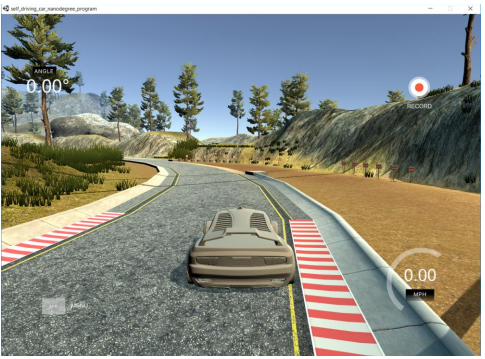 self_driving_car_nanodegree_program
ANGLE
0.00°
RECORD
0.00
MPH